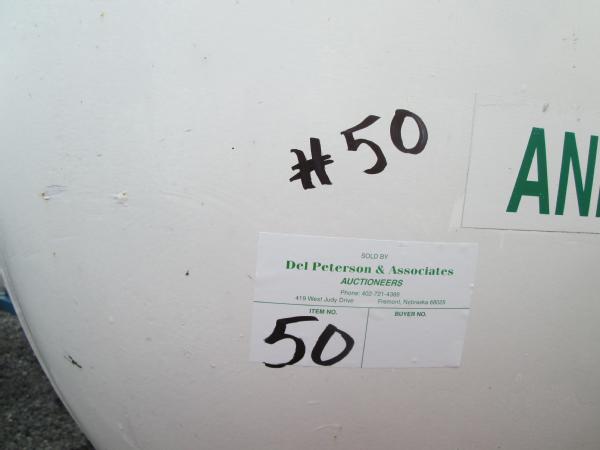 #50
AN
SOLD BY
Del Peterson & Associates
AUCTIONEERS
Phone: 402-721-4388
419 West Judy Drive Fremont, Nebraska 68025
ITEM NO. BUYER NO.
50